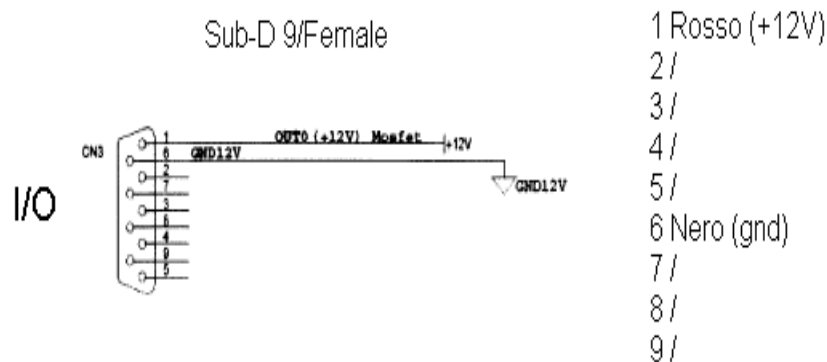 Sub-D 9/Female
I/O
CN3
1
OUT0 (+12V) Mosfet
+12V
6
GND12V
GND12V
2
7
3
8
4
9
5
1 Rosso (+12V)
2 /
3 /
4 /
5 /
6 Nero (gnd)
7 /
8 /
9 /